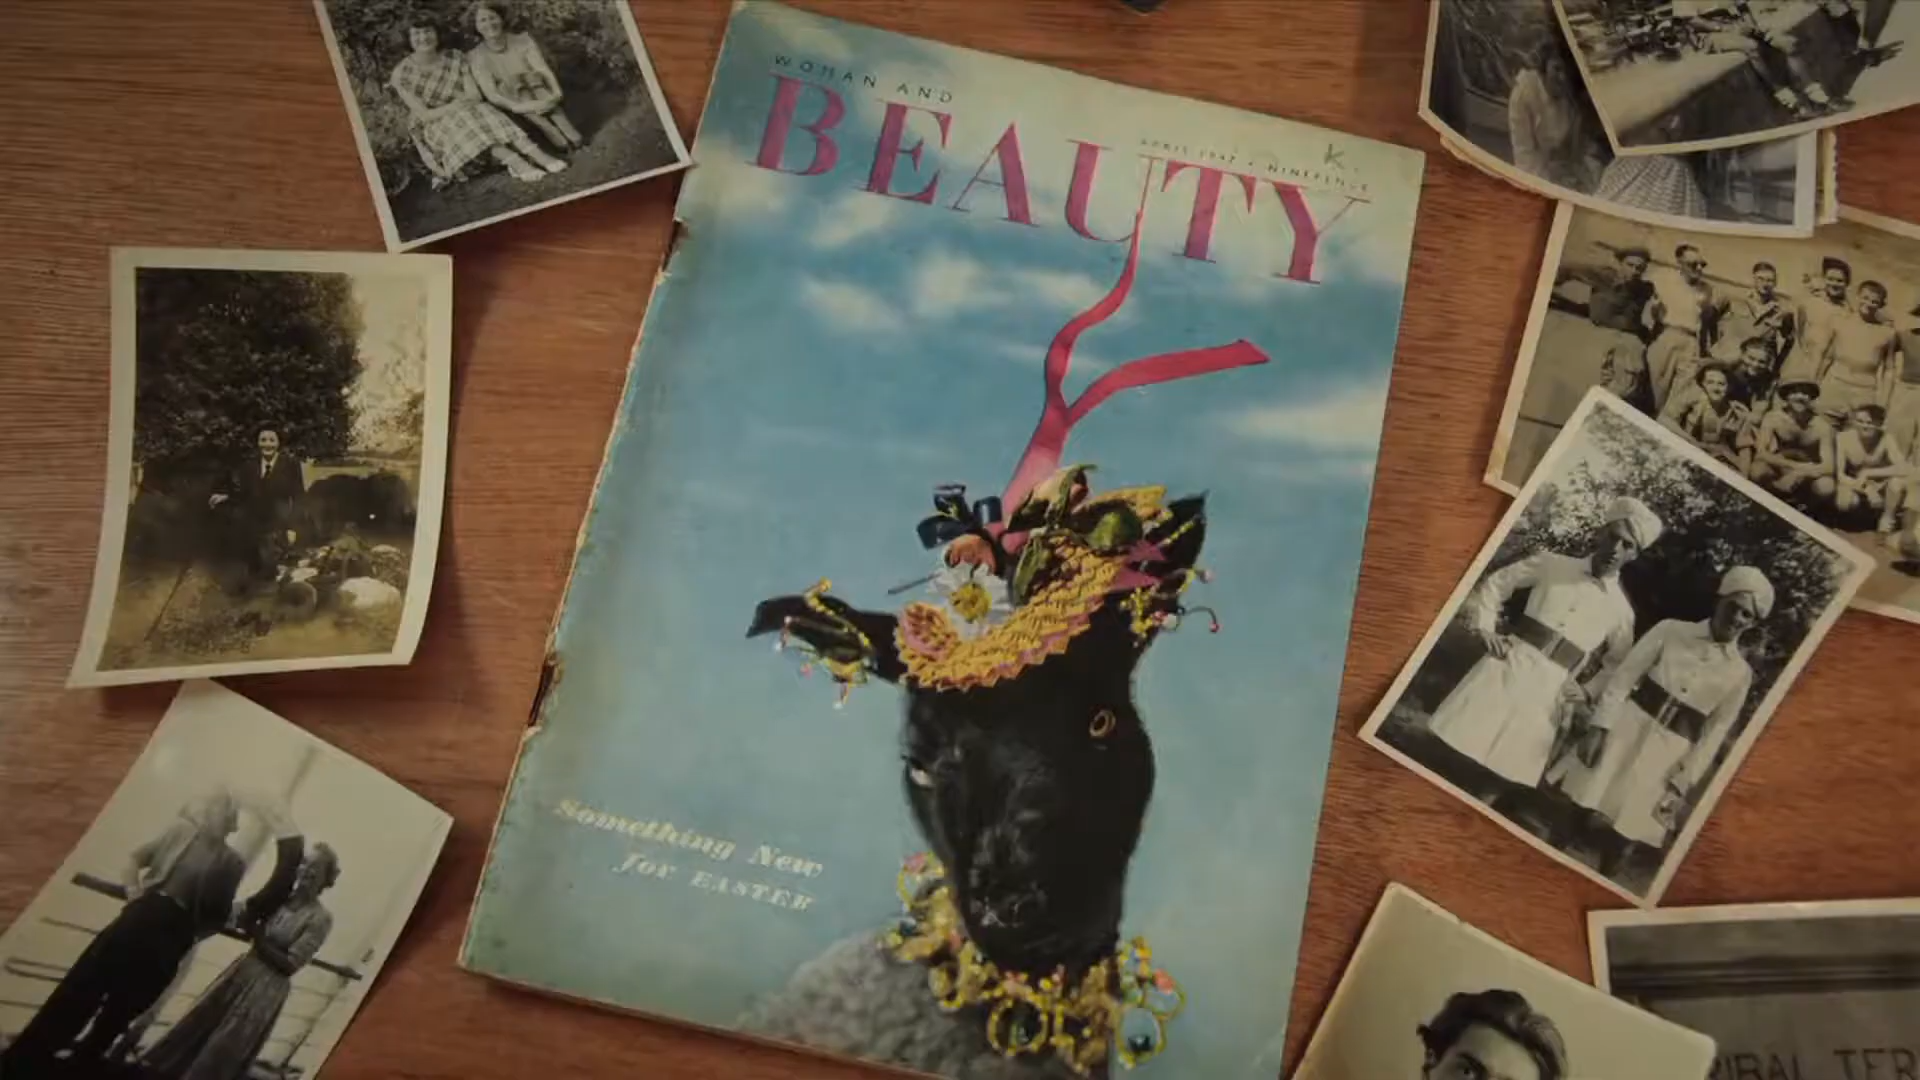 WOMAN AND
BEAUTY
APRIL 1947 • NINEPENCE
K
Something New
for EASTER